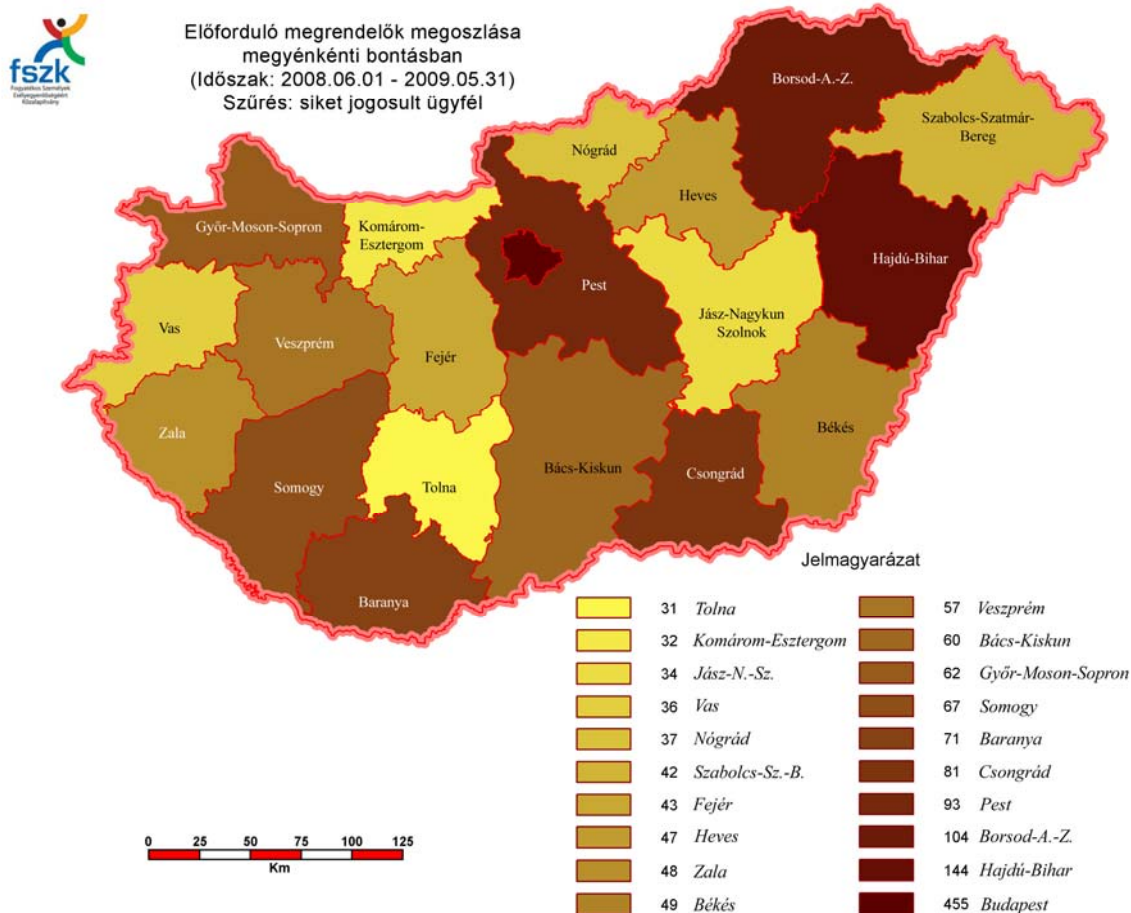 fszk
Fogyatékos Személyek
Esélyegyenlőségéért
Közalapítvány
Előforduló megrendelők megoszlása
megyénkénti bontásban
(Időszak: 2008.06.01 - 2009.05.31)
Szűrés: siket jogosult ügyfél
Borsod-A.-Z.
Szabolcs-Szatmár-
Bereg
Nógrád
Heves
Győr-Moson-Sopron
Komárom-
Esztergom
Hajdú-Bihar
Pest
Jász-Nagykun
Szolnok
Vas
Veszprém
Fejér
Zala
Békés
Bács-Kiskun
Csongrád
Somogy
Tolna
Baranya
Jelmagyarázat
31 Tolna
32 Komárom-Esztergom
34 Jász-N.-Sz.
36 Vas
37 Nógrád
42 Szabolcs-Sz.-B.
43 Fejér
47 Heves
48 Zala
49 Békés
57 Veszprém
60 Bács-Kiskun
62 Győr-Moson-Sopron
67 Somogy
71 Baranya
81 Csongrád
93 Pest
104 Borsod-A.-Z.
144 Hajdú-Bihar
455 Budapest
0 25 50 75 100 125
Km